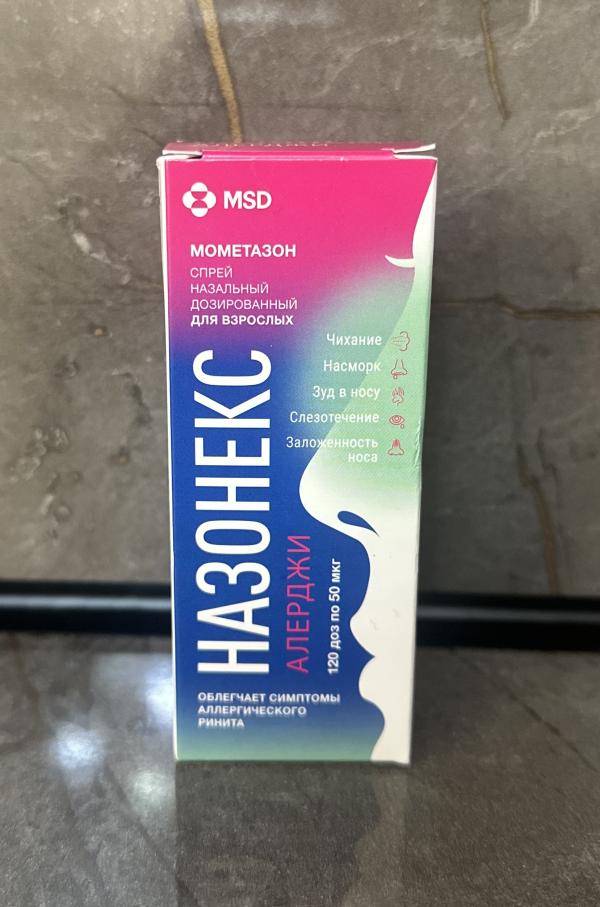 MSD
МОМЕТАЗОН
СПРЕЙ
НАЗАЛЬНЫЙ
ДОЗИРОВАННЫЙ
ДЛЯ ВЗРОСЛЫХ
Чихание
Насморк
Зуд в носу
Слезотечение
Заложенность
носа
НАЗОНЕКС
АЛЕРДЖИ
120 доз по 50 мкг
ОБЛЕГЧАЕТ СИМПТОМЫ
АЛЛЕРГИЧЕСКОГО
РИНИТА